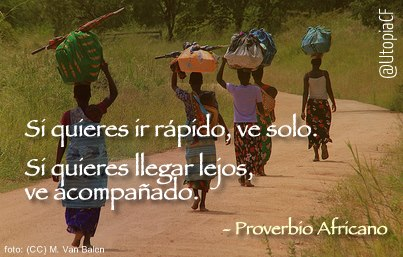 @UtopiaCF
Si quieres ir rápido, ve solo.
Si quieres llegar lejos,
ve acompañado.
- Proverbio Africano
foto: (CC) M. Van Balen